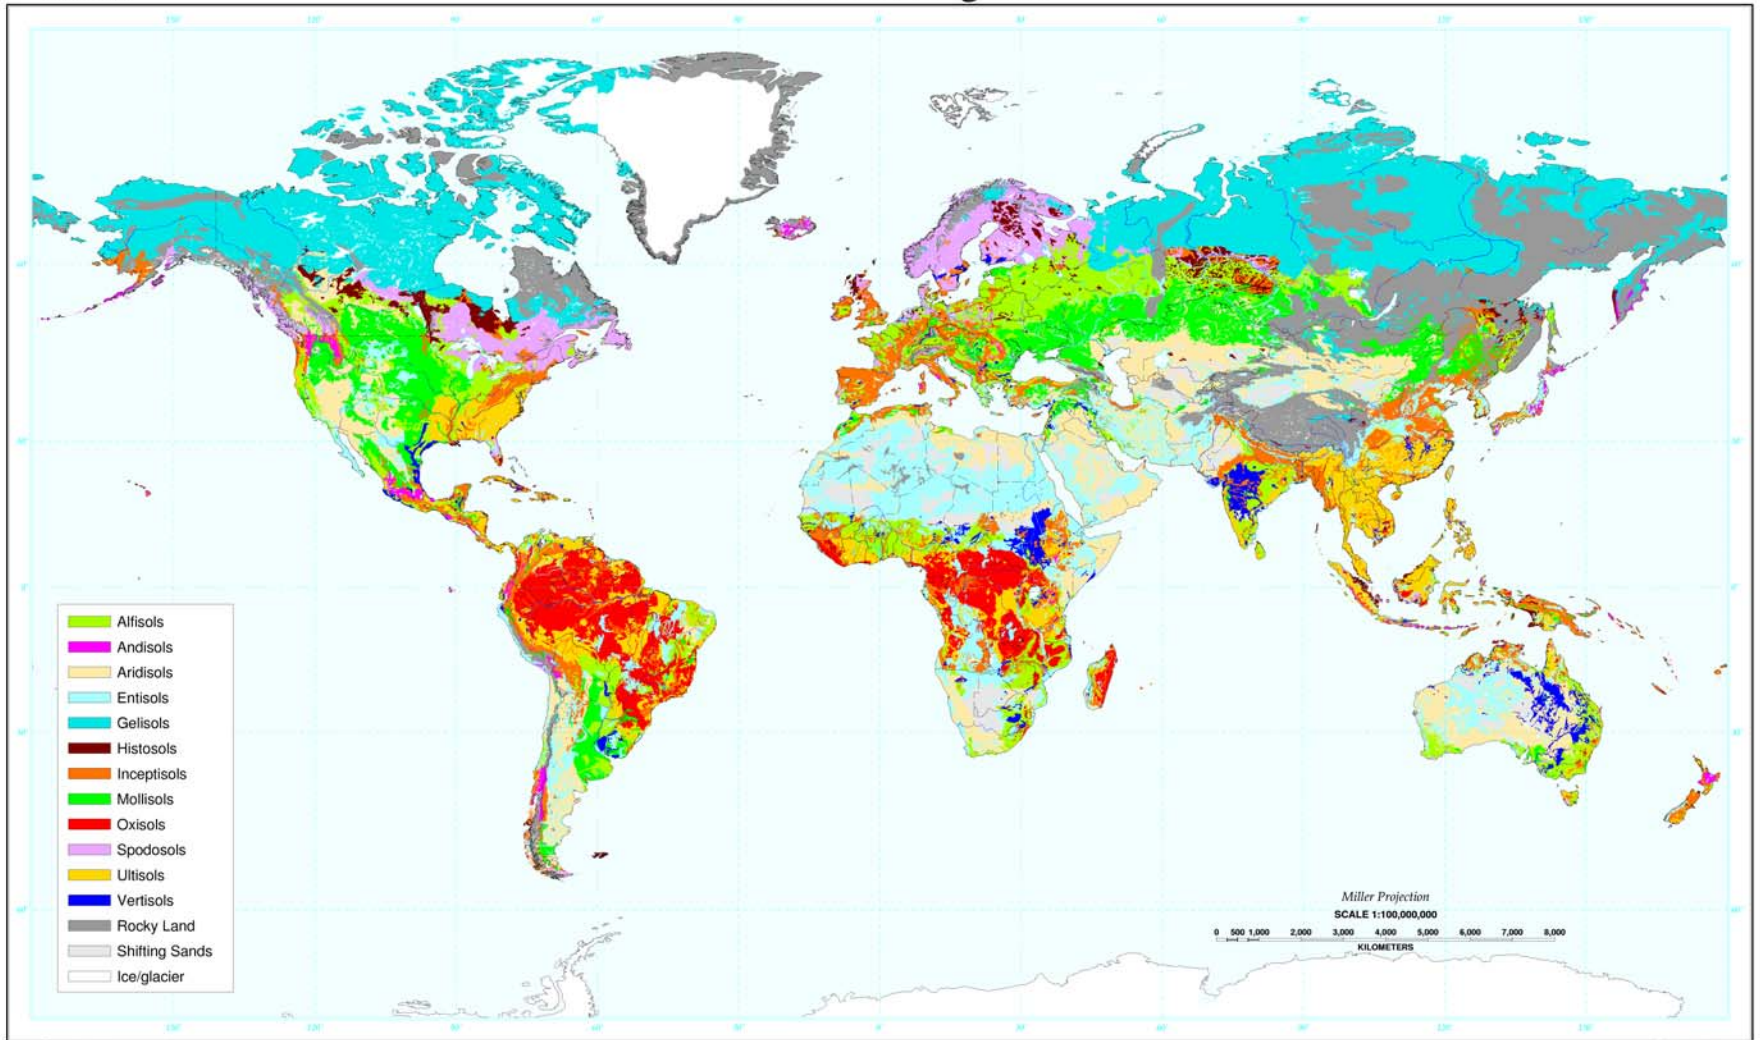 Alfisols
Andisols
Aridisols
Entisols
Gelisols
Histosols
Inceptisols
Mollisols
Oxisols
Spodosols
Ultisols
Vertisols
Rocky Land
Shifting Sands
Ice/glacier
Miller Projection
SCALE 1:100,000,000
0 500 1,000 2,000 3,000 4,000 5,000 6,000 7,000 8,000
KILOMETERS